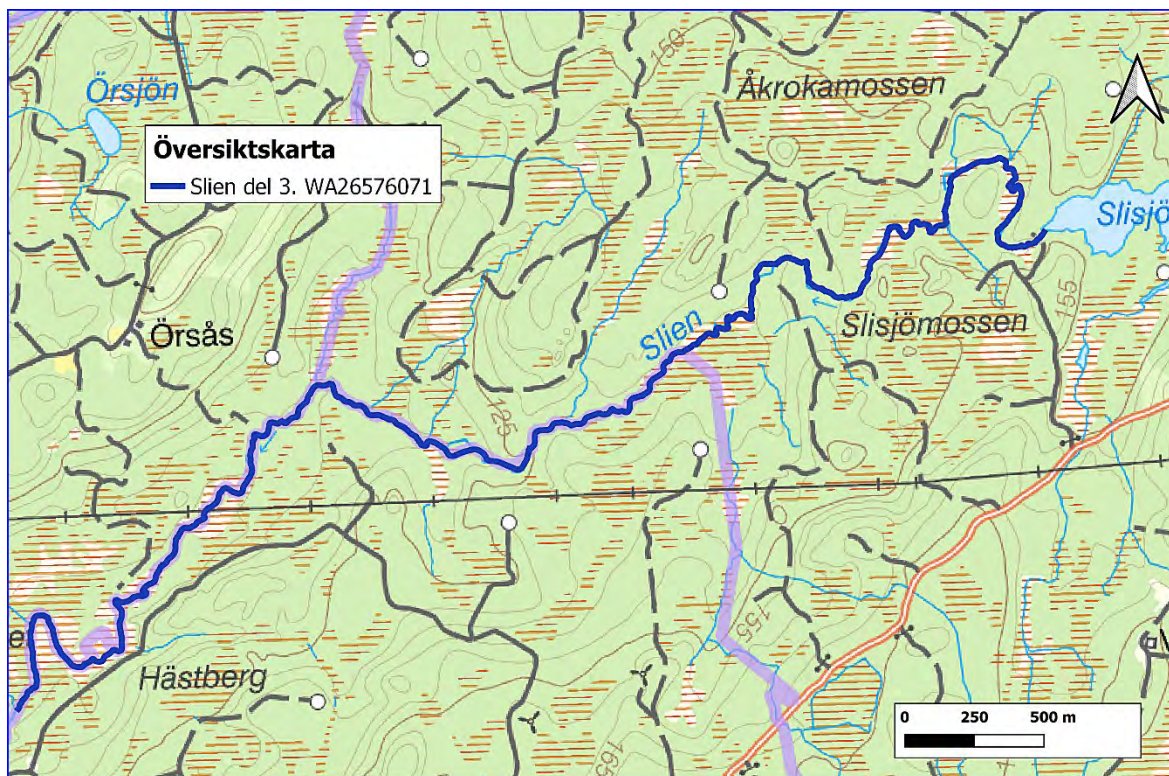 150
Örsjön
Åkrokamossen
Översiktskarta
Slien del 3. WA26576071
Slisjö
155
Slisjömossen
Örsås
Slien
125
155
Hästberg
155
0 250 500 m